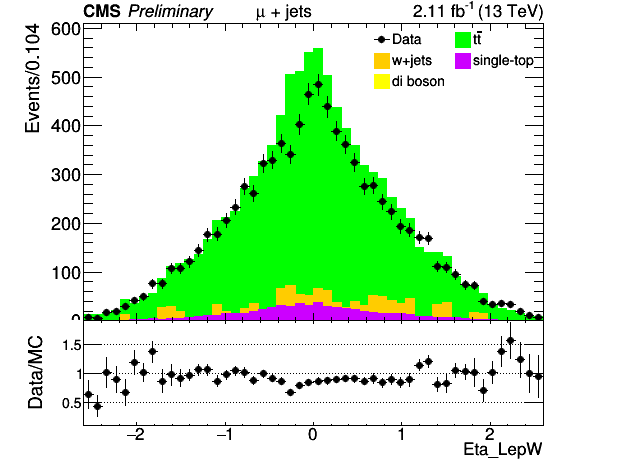 CMS Preliminary μ + jets 2.11 fb⁻¹ (13 TeV)
Events/0.104
600
500
400
300
200
100
0
Data
tt̄
w+jets
single-top
di boson
Data/MC
1.5
1
0.5
−2 −1 0 1 2
Eta_LepW